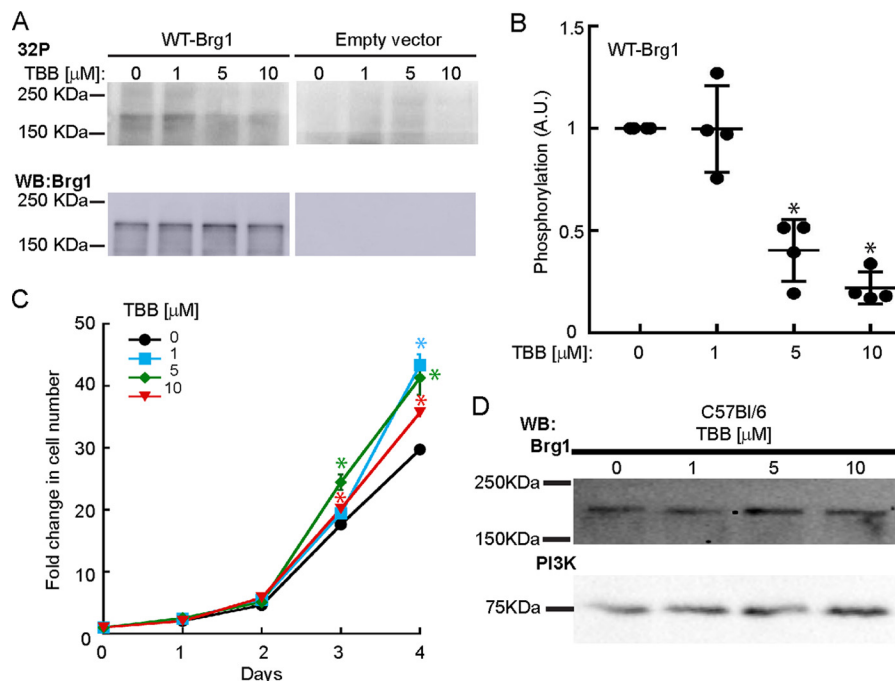 A
WT-Brg1 Empty vector
32P
TBB [μM]: 0 1 5 10 0 1 5 10
250 KDa
150 KDa
WB:Brg1
250 KDa
150 KDa
B
WT-Brg1
Phosphorylation (A.U.)
1.5
1
0.5
0
* *
TBB [μM]: 0 1 5 10
C
TBB [μM]
0
1
5
10
Fold change in cell number
50
40
30
20
10
0
* * * * *
0 1 2 3 4
Days
D
C57Bl/6
WB: TBB [μM]
Brg1
0 1 5 10
250KDa
150KDa
PI3K
75KDa